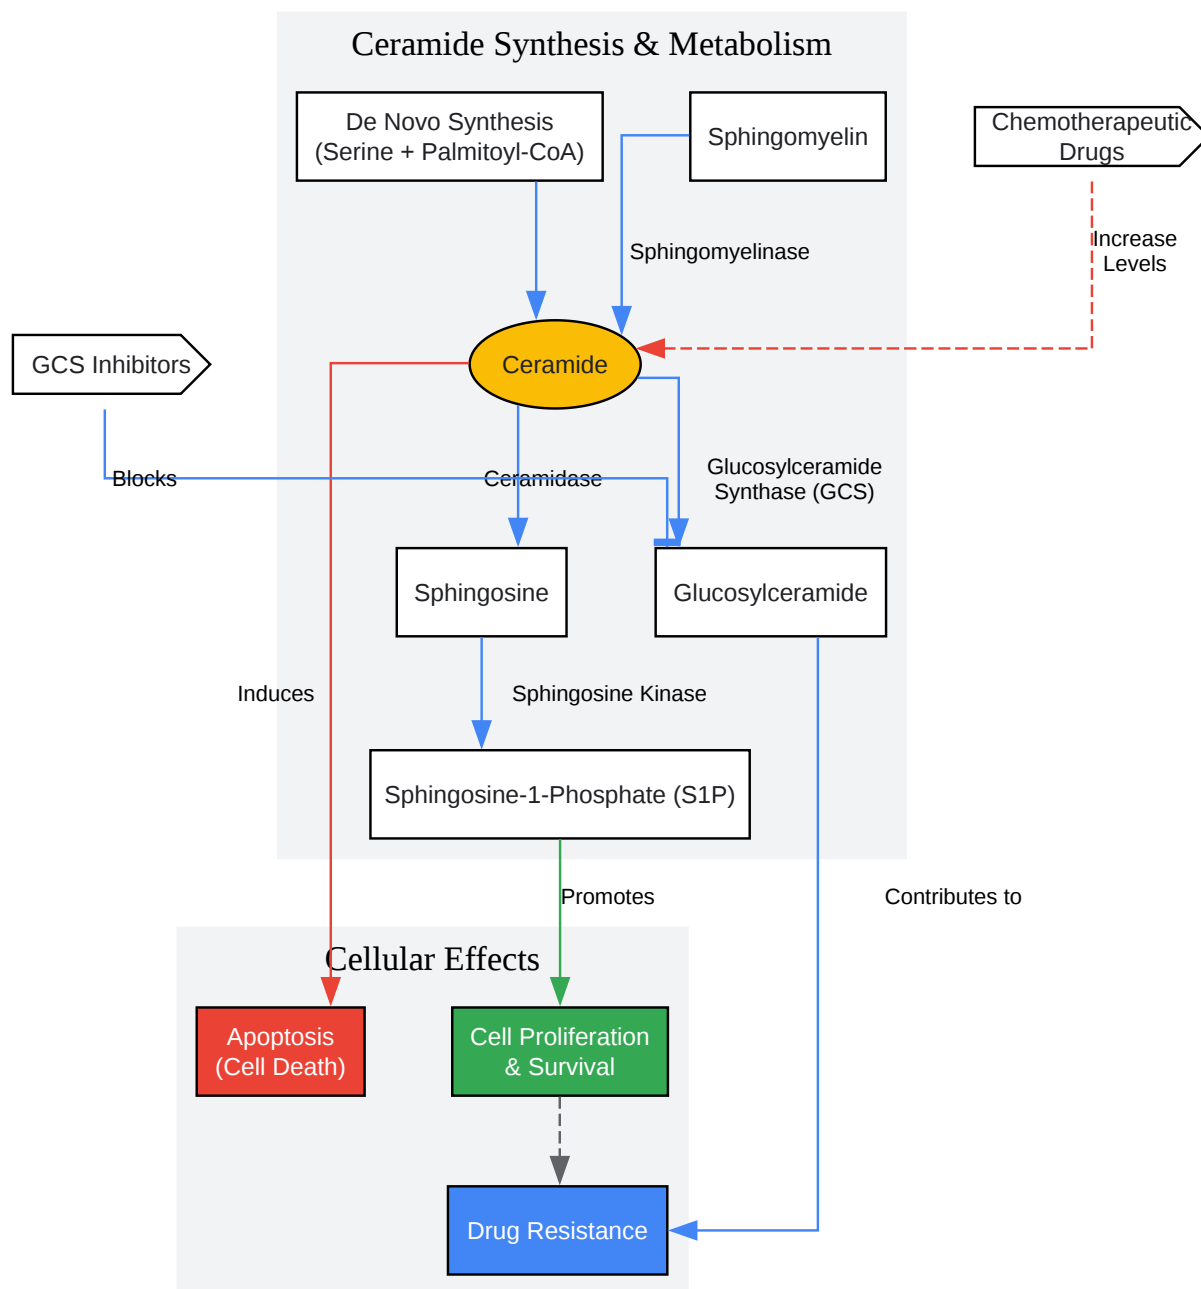 Ceramide Synthesis & Metabolism
De Novo Synthesis
(Serine + Palmitoyl-CoA)
Sphingomyelin
Chemotherapeutic
Drugs
Sphingomyelinase
Increase
Levels
GCS Inhibitors
Ceramide
Blocks
Ceramidase
Glucosylceramide
Synthase (GCS)
Sphingosine
Glucosylceramide
Induces
Sphingosine Kinase
Sphingosine-1-Phosphate (S1P)
Promotes
Contributes to
Cellular Effects
Apoptosis
(Cell Death)
Cell Proliferation
& Survival
Drug Resistance